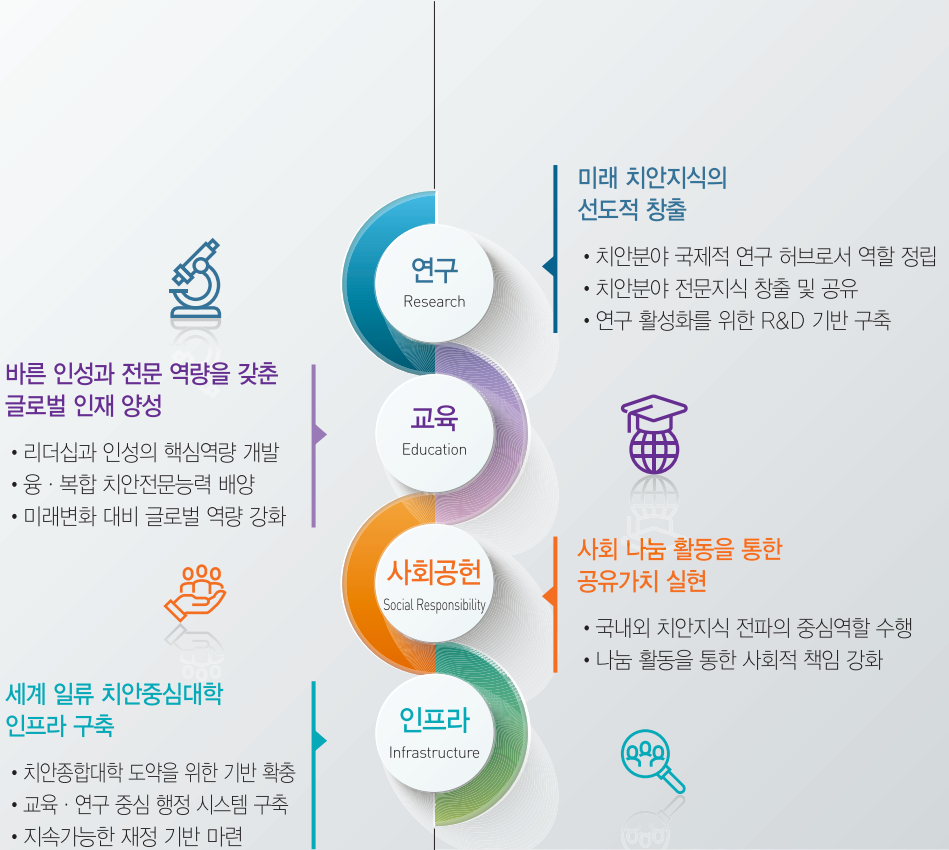 연구
Research
미래 치안지식의
선도적 창출
• 치안분야 국제적 연구 허브로서 역할 정립
• 치안분야 전문지식 창출 및 공유
• 연구 활성화를 위한 R&D 기반 구축
교육
Education
바른 인성과 전문 역량을 갖춘
글로벌 인재 양성
• 리더십과 인성의 핵심역량 개발
• 융 · 복합 치안전문능력 배양
• 미래변화 대비 글로벌 역량 강화
사회공헌
Social Responsibility
사회 나눔 활동을 통한
공유가치 실현
• 국내외 치안지식 전파의 중심역할 수행
• 나눔 활동을 통한 사회적 책임 강화
인프라
Infrastructure
세계 일류 치안중심대학
인프라 구축
• 치안종합대학 도약을 위한 기반 확충
• 교육 · 연구 중심 행정 시스템 구축
• 지속가능한 재정 기반 마련